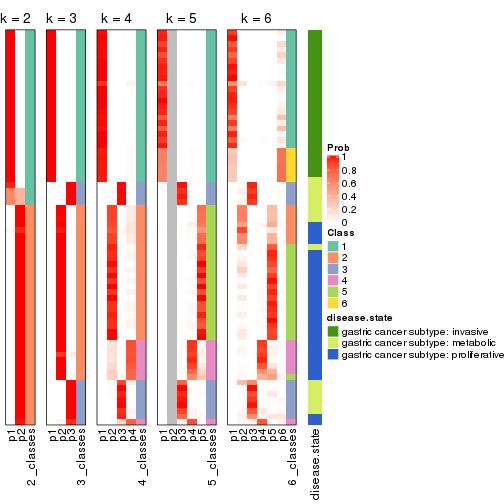 k = 2 k = 3 k = 4 k = 5 k = 6
Prob
1
0.8
0.6
0.4
0.2
0
Class
1
2
3
4
5
6
disease.state
gastric cancer subtype: invasive
gastric cancer subtype: metabolic
gastric cancer subtype: proliferative
p1
p2
2_classes
p1
p2
p3
3_classes
p1
p2
p3
p4
4_classes
p1
p2
p3
p4
p5
5_classes
p1
p2
p3
p4
p5
p6
6_classes
disease.state